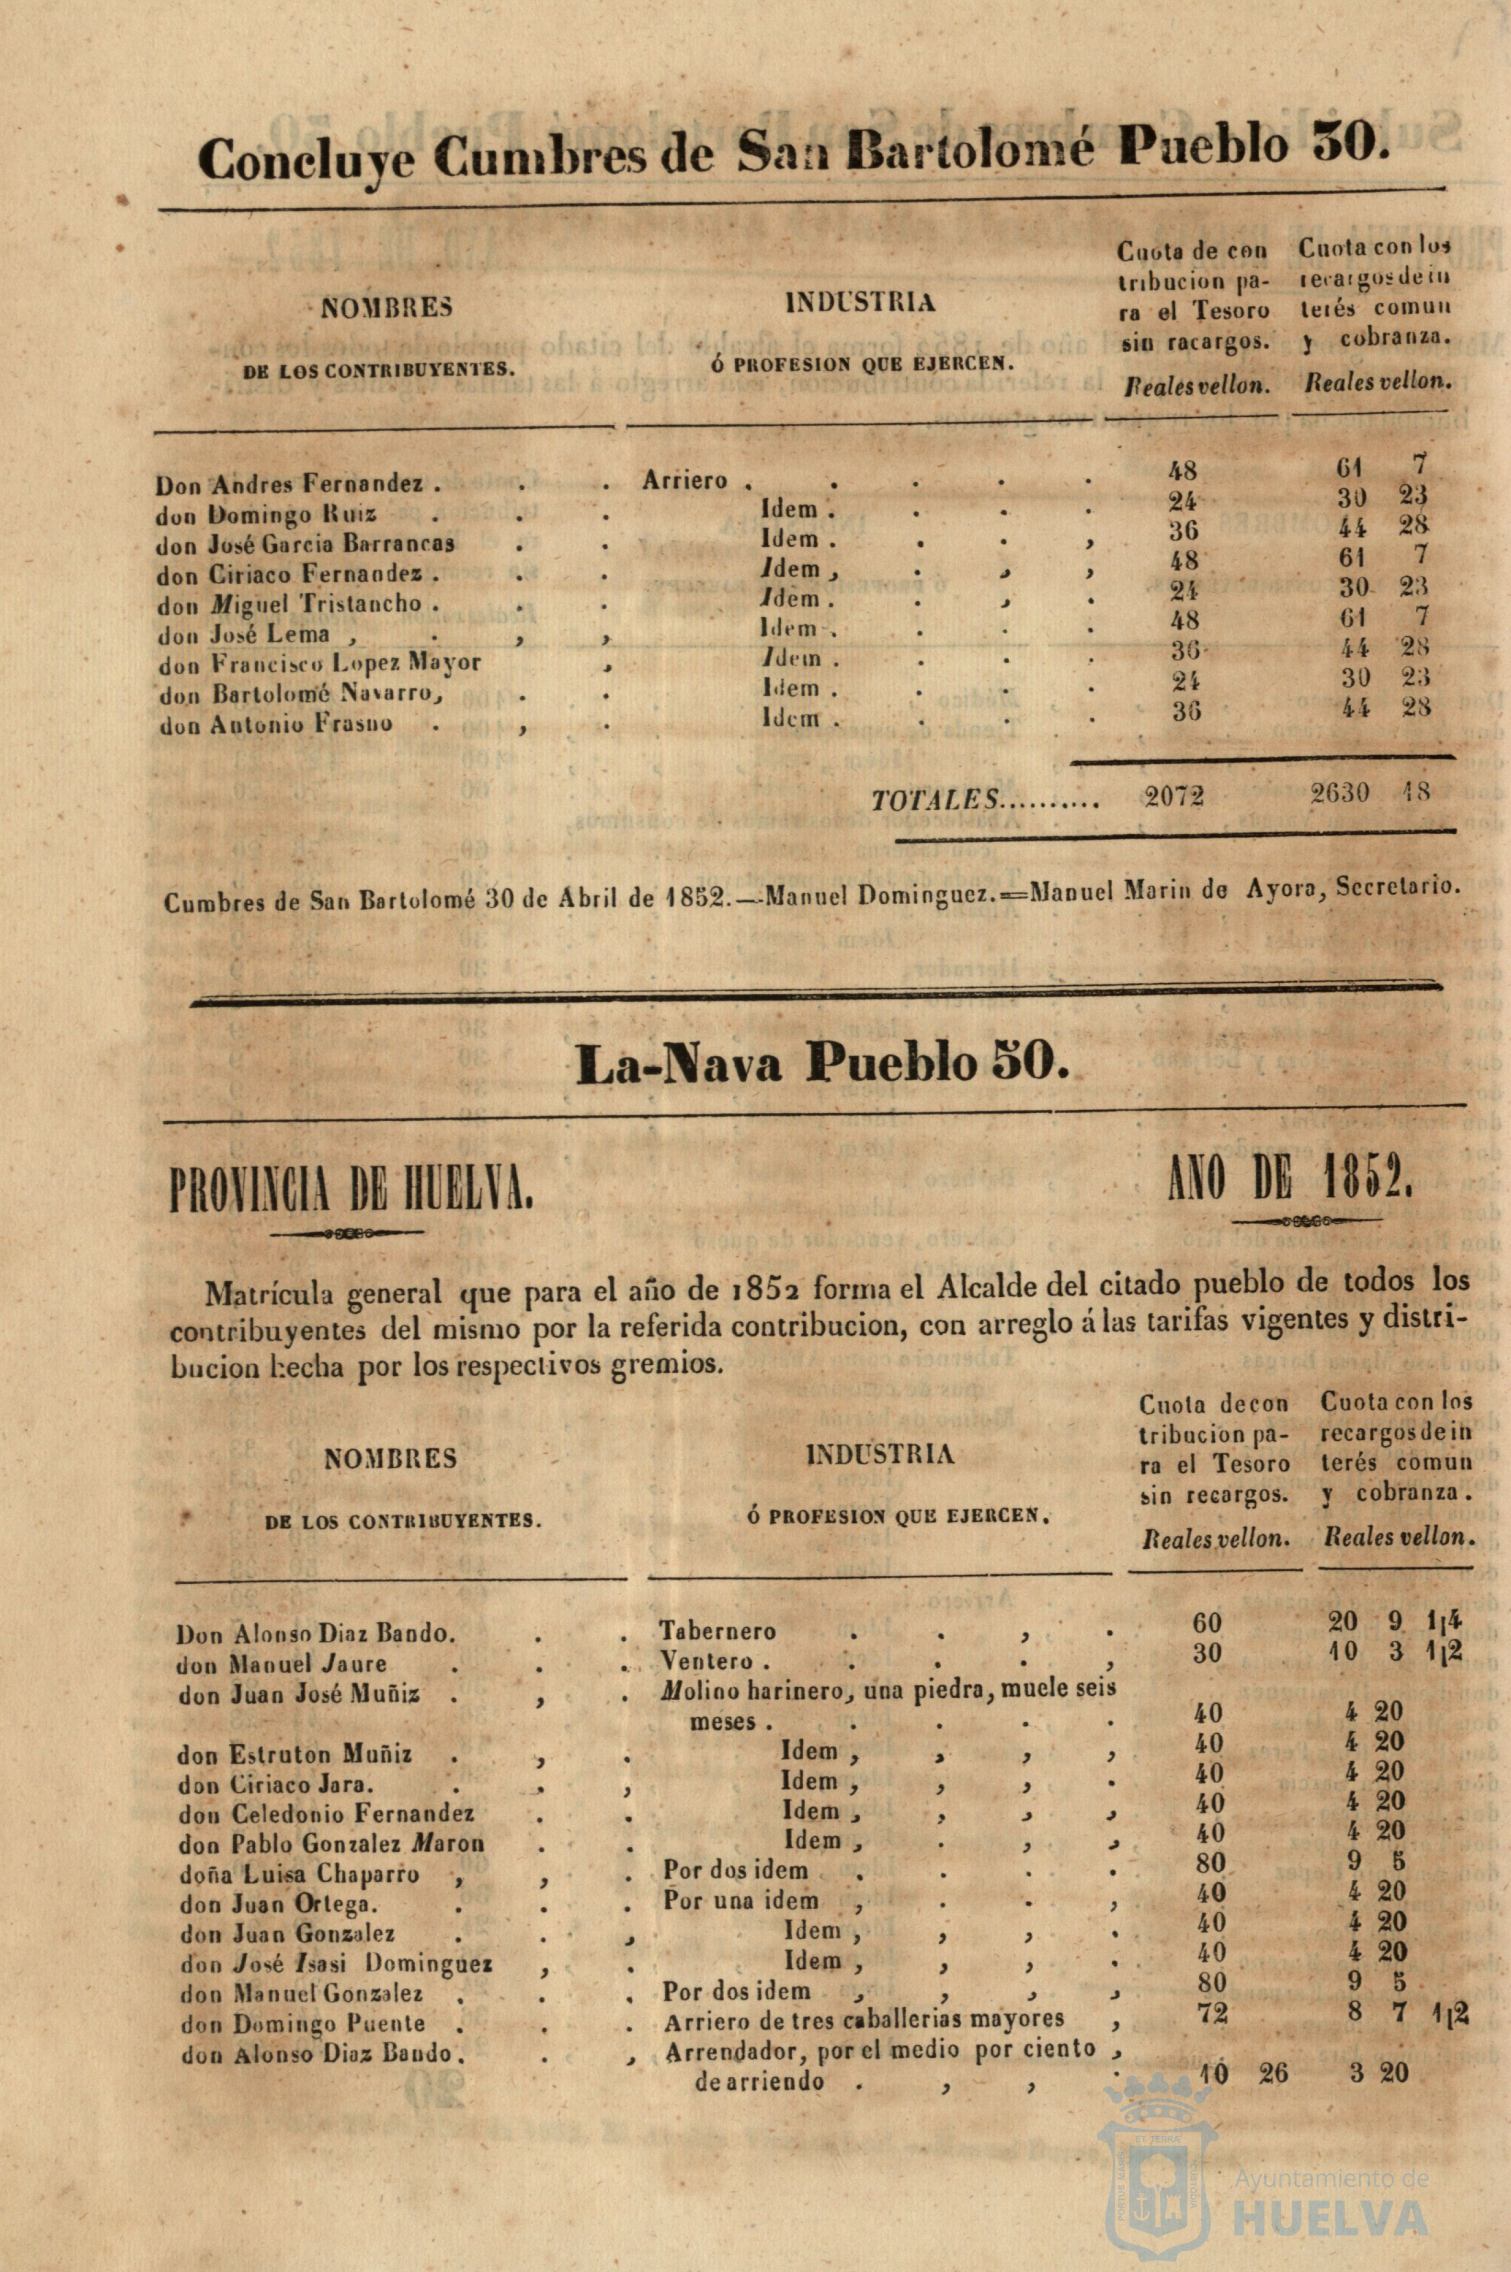 Concluye Cumbres de San Bartolomé Pueblo 30.
NOMBRES
DE LOS CONTRIBUYENTES.
INDUSTRIA
Ó PROFESION QUE EJERCEN.
Cuota de con
tribucion pa-
ra el Tesoro
sin racargos.
Reales vellon.
Cuota con los
recargos de in
terés comun
y cobranza.
Reales vellon.
Don Andres Fernandez . . . Arriero . . . . . 48 61 7
don Domingo Ruiz . . . Idem . . . . 24 30 23
don José Garcia Barrancas . . Idem . . . , 36 44 28
don Ciriaco Fernandez . . . Idem , . , , 48 61 7
don Miguel Tristancho . . . Idem . . , . 24 30 23
don José Lema , . , , Idem . . . . 48 61 7
don Francisco Lopez Mayor , Idem . . . . 36 44 28
don Bartolomé Navarro, . . Idem . . . . 24 30 23
don Antonio Frasno . , . Idem . . . . 36 44 28
TOTALES.......... 2072 2630 18
Cumbres de San Bartolomé 30 de Abril de 1852.—Manuel Dominguez.=Manuel Marin de Ayora, Secretario.
La-Nava Pueblo 50.
PROVINCIA DE HUELVA.
AÑO DE 1852.
Matrícula general que para el año de 1852 forma el Alcalde del citado pueblo de todos los
contribuyentes del mismo por la referida contribucion, con arreglo á las tarifas vigentes y distri-
bucion hecha por los respectivos gremios.
NOMBRES
DE LOS CONTRIBUYENTES.
INDUSTRIA
Ó PROFESION QUE EJERCEN.
Cuota de con
tribucion pa-
ra el Tesoro
sin recargos.
Reales vellon.
Cuota con los
recargos de in
terés comun
y cobranza.
Reales vellon.
Don Alonso Diaz Bando. . . Tabernero . . , . 60 20 9 1|4
don Manuel Jaure . . . Ventero . . . . , 30 10 3 1|2
don Juan José Muñiz . , . Molino harinero, una piedra, muele seis
meses . . . . . 40 4 20
don Estruton Muñiz . , . Idem , , , , 40 4 20
don Ciriaco Jara. . . , Idem , , , . 40 4 20
don Celedonio Fernandez . . Idem , , , , 40 4 20
don Pablo Gonzalez Maron . . Idem , . , , 40 4 20
doña Luisa Chaparro , , . Por dos idem . . . . 80 9 5
don Juan Ortega. . . . Por una idem , . . , 40 4 20
don Juan Gonzalez . . , Idem , , , . 40 4 20
don José Isasi Dominguez , . Idem , , , . 40 4 20
don Manuel Gonzalez . . . Por dos idem , , , , 80 9 5
don Domingo Puente . . . Arriero de tres caballerias mayores , 72 8 7 1|2
don Alonso Diaz Bando. . , Arrendador, por el medio por ciento ,
de arriendo . , , . 10 26 3 20
Ayuntamiento de
HUELVA